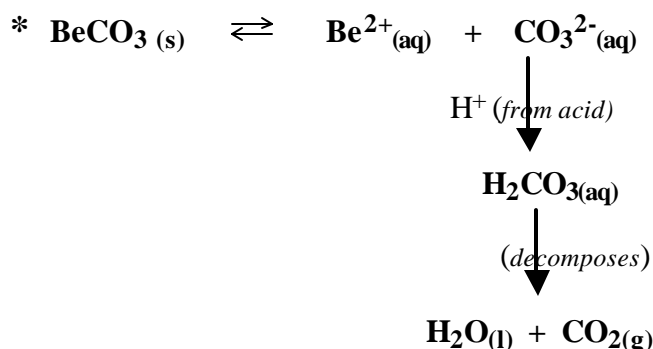 * BeCO₃ (s) ⇌ Be²⁺(aq) + CO₃²⁻(aq)
H⁺ (from acid)
H₂CO₃(aq)
(decomposes)
H₂O(l) + CO₂(g)